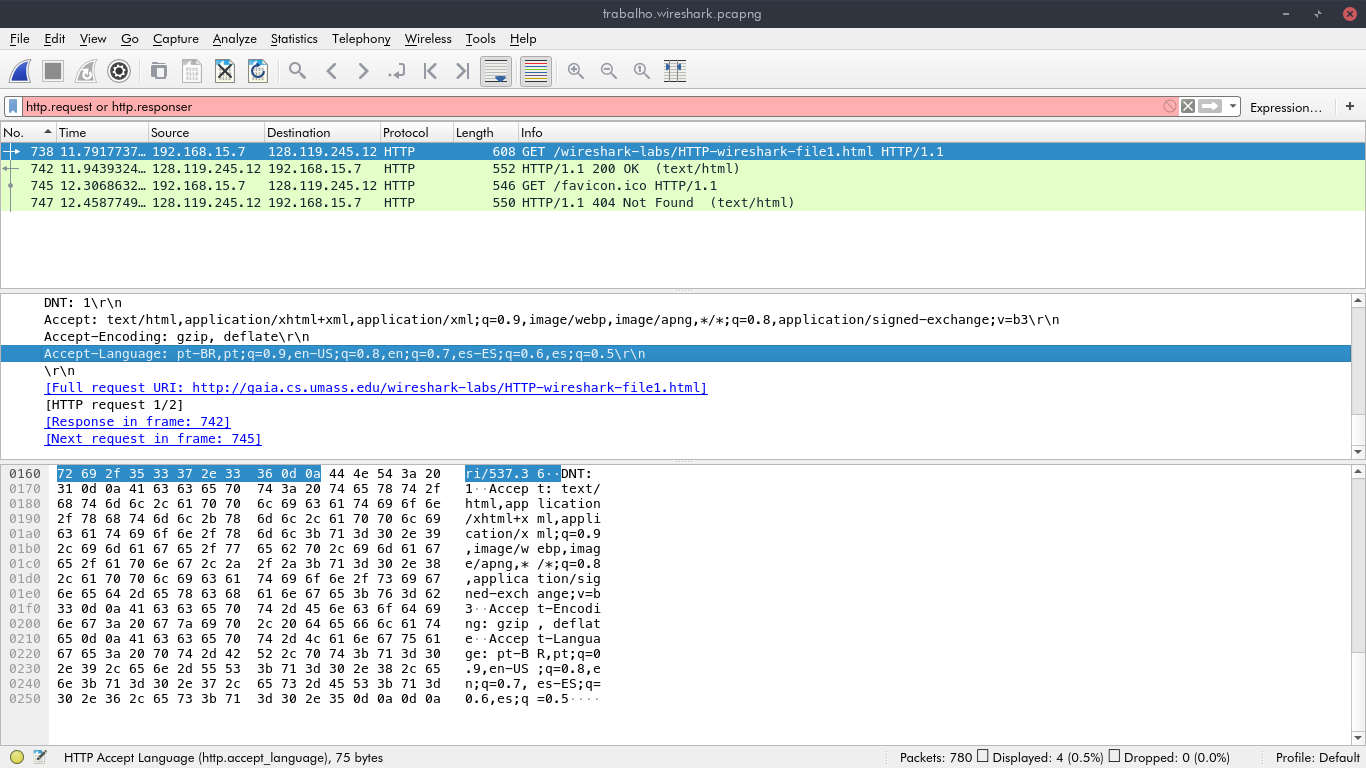 trabalho.wireshark.pcapng
File Edit View Go Capture Analyze Statistics Telephony Wireless Tools Help
http.request or http.responser Expression… +
No. Time Source Destination Protocol Length Info
738 11.7917737… 192.168.15.7 128.119.245.12 HTTP 608 GET /wireshark-labs/HTTP-wireshark-file1.html HTTP/1.1
742 11.9439324… 128.119.245.12 192.168.15.7 HTTP 552 HTTP/1.1 200 OK  (text/html)
745 12.3068632… 192.168.15.7 128.119.245.12 HTTP 546 GET /favicon.ico HTTP/1.1
747 12.4587749… 128.119.245.12 192.168.15.7 HTTP 550 HTTP/1.1 404 Not Found  (text/html)
DNT: 1\r\n
Accept: text/html,application/xhtml+xml,application/xml;q=0.9,image/webp,image/apng,*/*;q=0.8,application/signed-exchange;v=b3\r\n
Accept-Encoding: gzip, deflate\r\n
Accept-Language: pt-BR,pt;q=0.9,en-US;q=0.8,en;q=0.7,es-ES;q=0.6,es;q=0.5\r\n
\r\n
[Full request URI: http://gaia.cs.umass.edu/wireshark-labs/HTTP-wireshark-file1.html]
[HTTP request 1/2]
[Response in frame: 742]
[Next request in frame: 745]
0160 72 69 2f 35 33 37 2e 33 36 0d 0a 44 4e 54 3a 20 ri/537.3 6··DNT:
0170 31 0d 0a 41 63 63 65 70 74 3a 20 74 65 78 74 2f 1··Accep t: text/
0180 68 74 6d 6c 2c 61 70 70 6c 69 63 61 74 69 6f 6e html,app lication
0190 2f 78 68 74 6d 6c 2b 78 6d 6c 2c 61 70 70 6c 69 /xhtml+x ml,appli
01a0 63 61 74 69 6f 6e 2f 78 6d 6c 3b 71 3d 30 2e 39 cation/x ml;q=0.9
01b0 2c 69 6d 61 67 65 2f 77 65 62 70 2c 69 6d 61 67 ,image/w ebp,imag
01c0 65 2f 61 70 6e 67 2c 2a 2f 2a 3b 71 3d 30 2e 38 e/apng,* /*;q=0.8
01d0 2c 61 70 70 6c 69 63 61 74 69 6f 6e 2f 73 69 67 ,applica tion/sig
01e0 6e 65 64 2d 65 78 63 68 61 6e 67 65 3b 76 3d 62 ned-exch ange;v=b
01f0 33 0d 0a 41 63 63 65 70 74 2d 45 6e 63 6f 64 69 3··Accep t-Encodi
0200 6e 67 3a 20 67 7a 69 70 2c 20 64 65 66 6c 61 74 ng: gzip , deflat
0210 65 0d 0a 41 63 63 65 70 74 2d 4c 61 6e 67 75 61 e··Accep t-Langua
0220 67 65 3a 20 70 74 2d 42 52 2c 70 74 3b 71 3d 30 ge: pt-B R,pt;q=0
0230 2e 39 2c 65 6e 2d 55 53 3b 71 3d 30 2e 38 2c 65 .9,en-US ;q=0.8,e
0240 6e 3b 71 3d 30 2e 37 2c 65 73 2d 45 53 3b 71 3d n;q=0.7, es-ES;q=
0250 30 2e 36 2c 65 73 3b 71 3d 30 2e 35 0d 0a 0d 0a 0.6,es;q =0.5····
HTTP Accept Language (http.accept_language), 75 bytes Packets: 780 Displayed: 4 (0.5%) Dropped: 0 (0.0%) Profile: Default